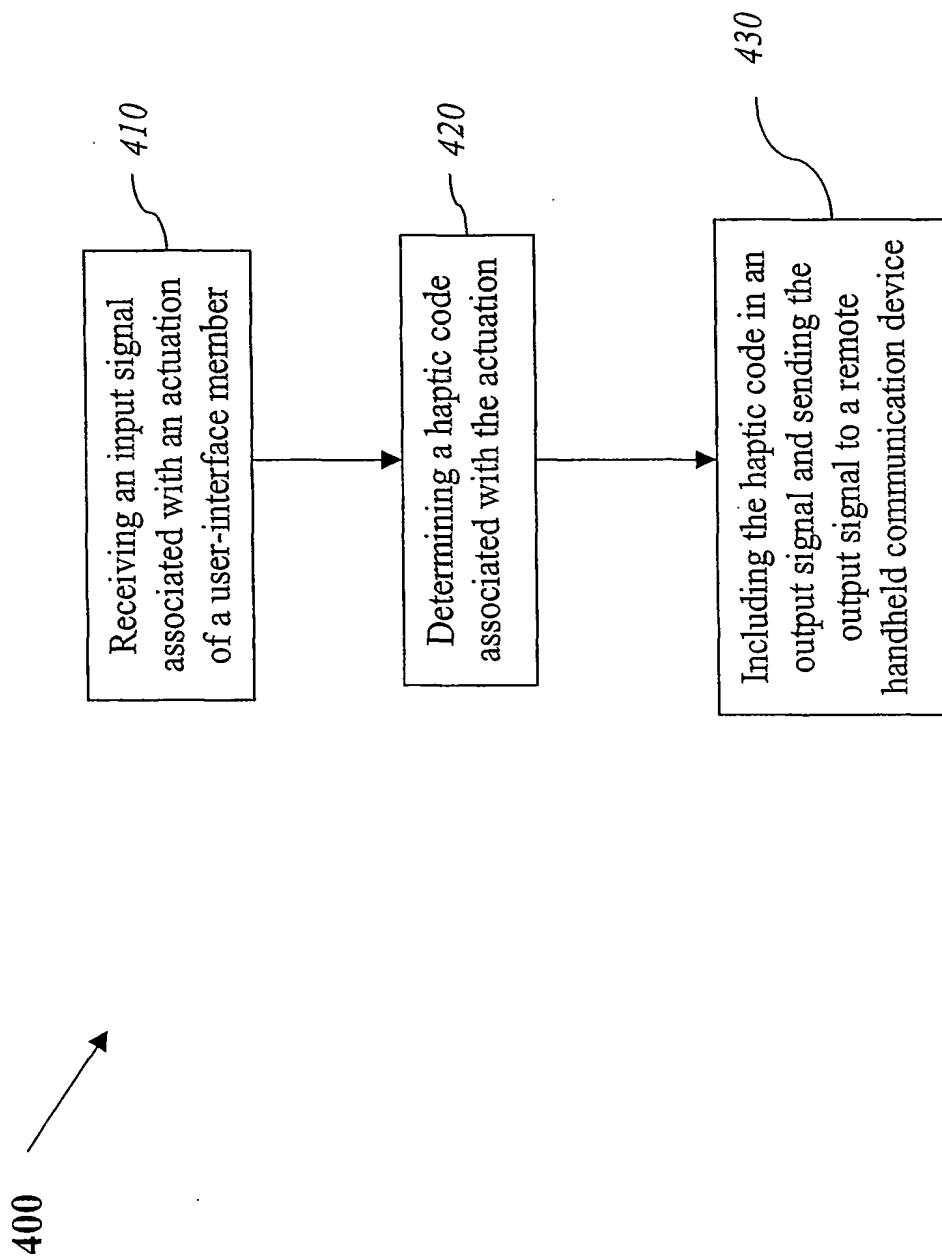 400
Receiving an input signal
associated with an actuation
of a user-interface member
410
Determining a haptic code
associated with the actuation
420
Including the haptic code in an
output signal and sending the
output signal to a remote
handheld communication device
430